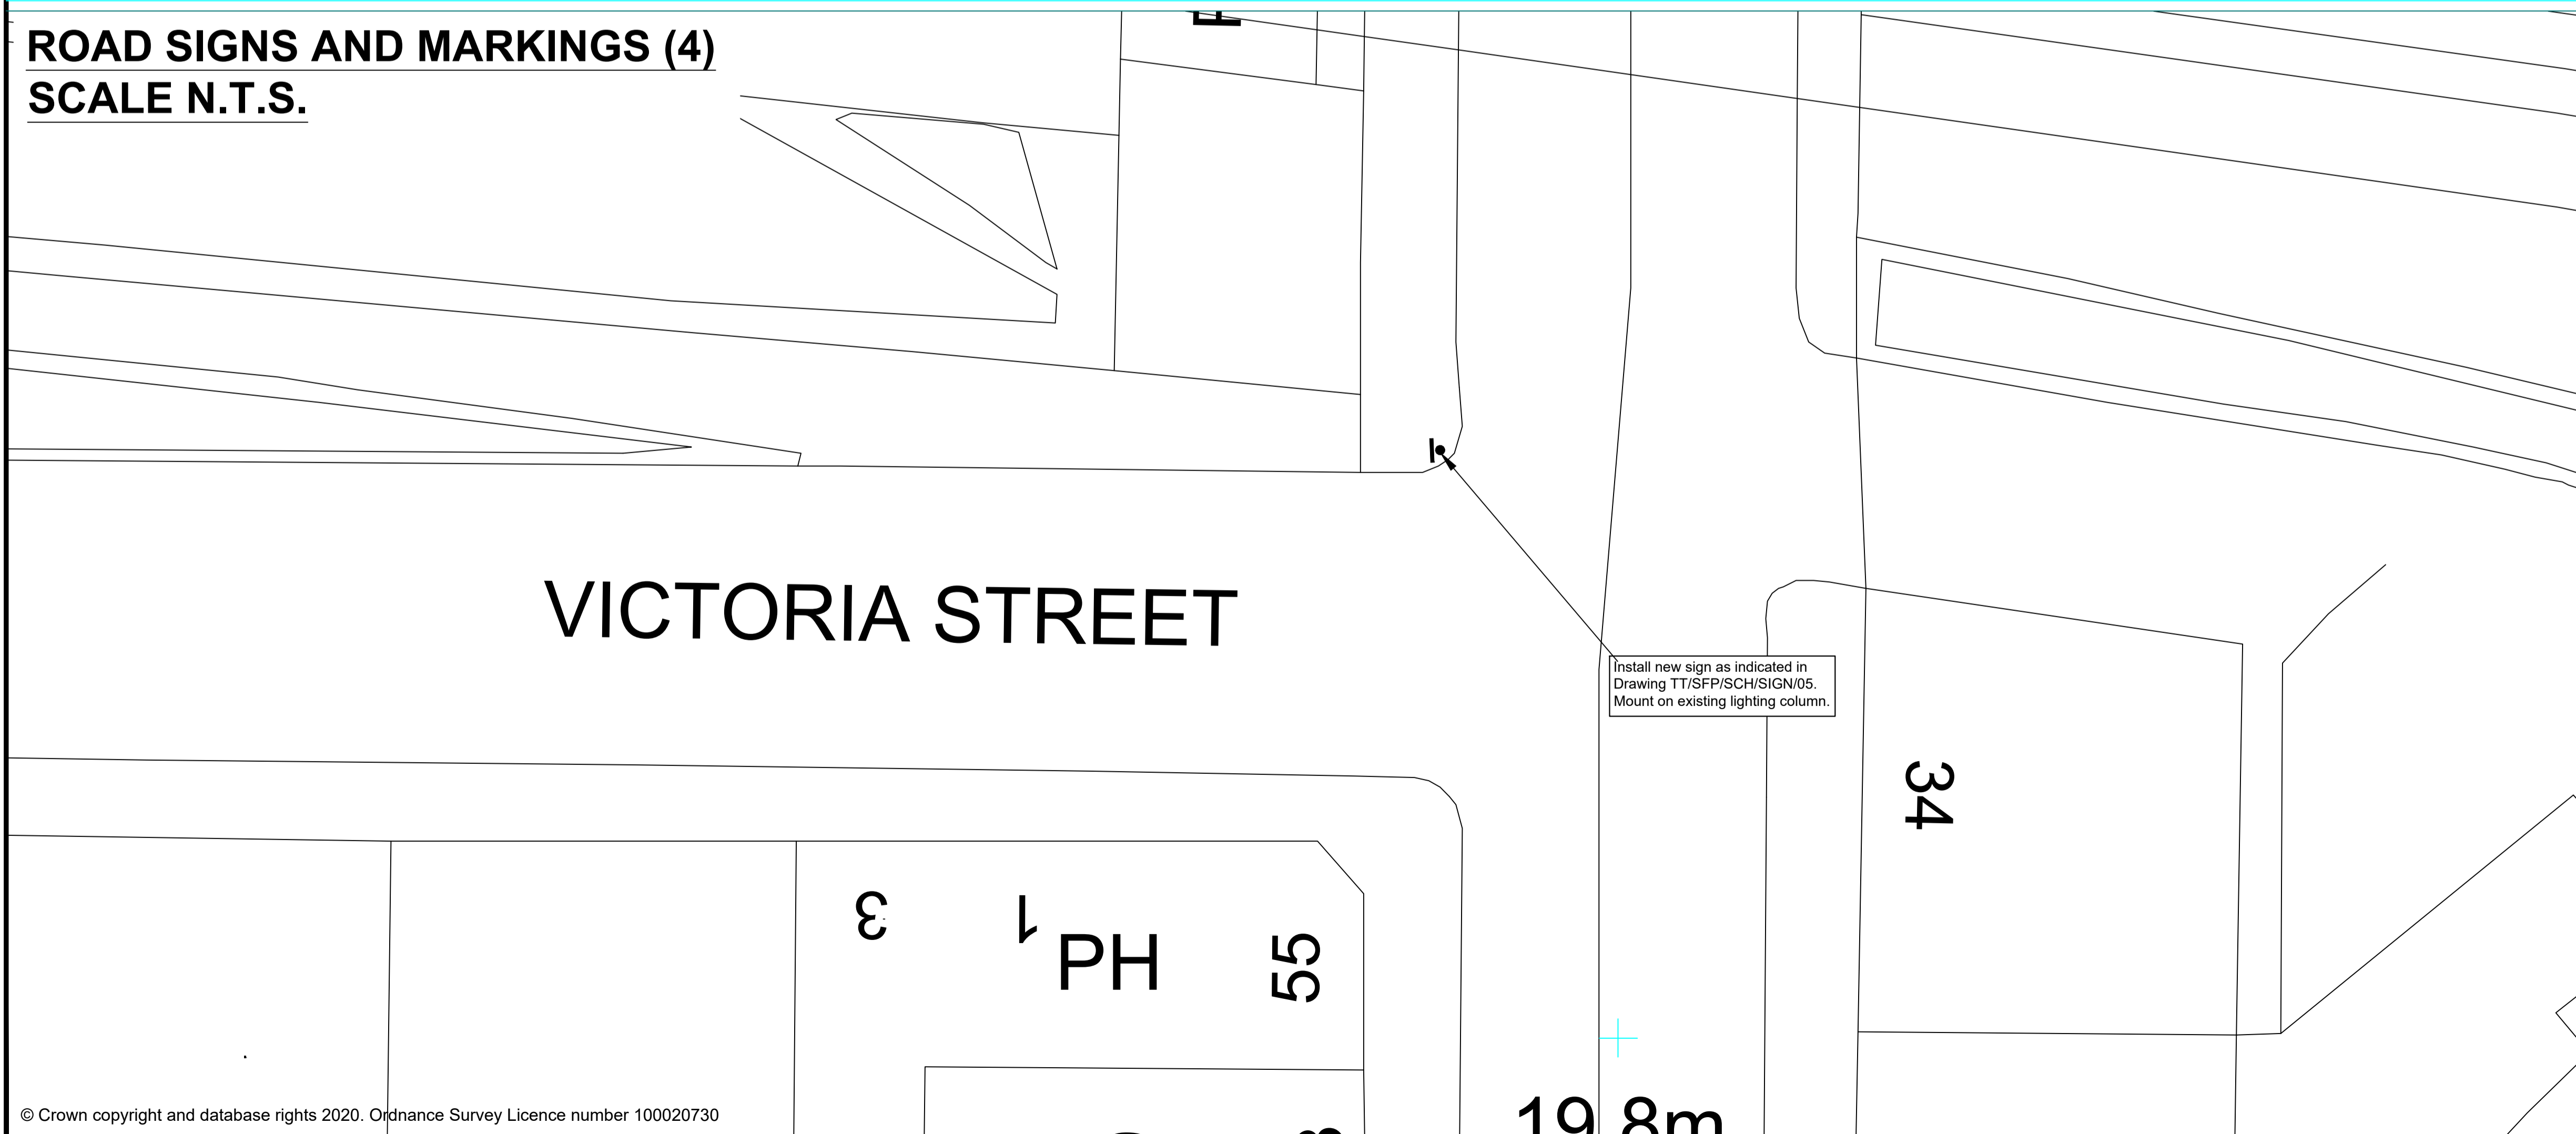 ROAD SIGNS AND MARKINGS (4)
SCALE N.T.S.
VICTORIA STREET
Install new sign as indicated in
Drawing TT/SFP/SCH/SIGN/05.
Mount on existing lighting column.
34
3
1
PH
55
19.8m
© Crown copyright and database rights 2020. Ordnance Survey Licence number 100020730